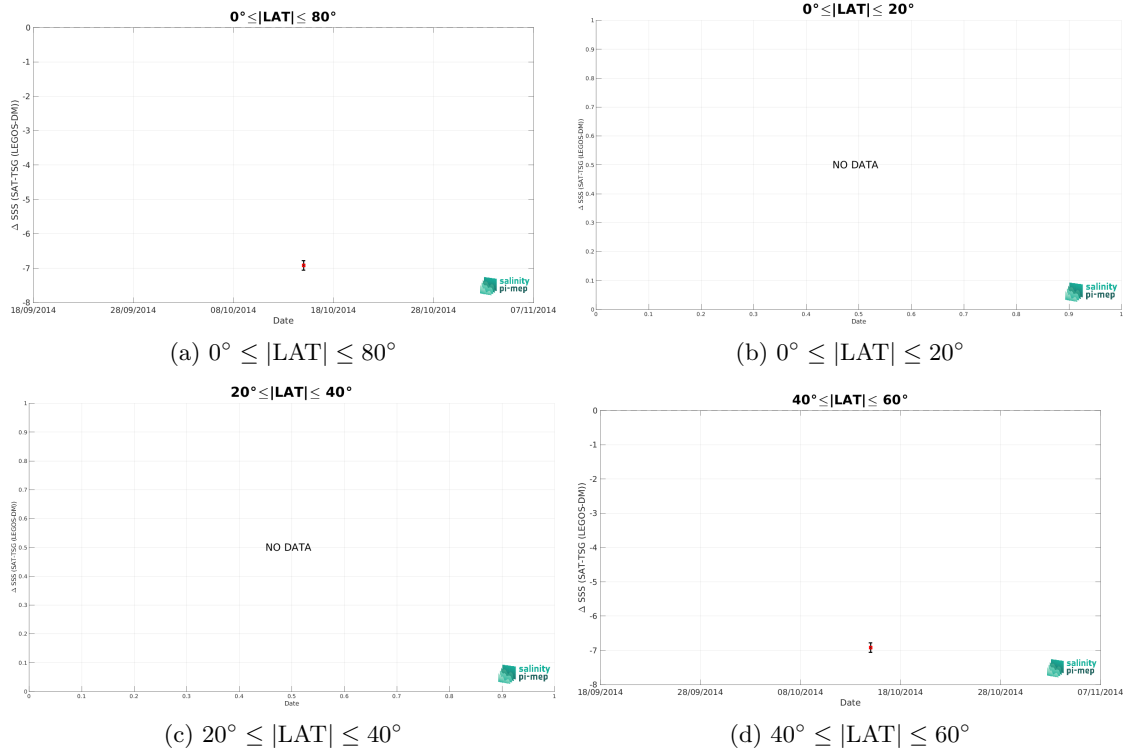 0°≤|LAT|≤ 80°
0
-1
-2
-3
-4
-5
-6
-7
-8
Δ SSS (SAT-TSG (LEGOS-DM))
18/09/2014 28/09/2014 08/10/2014 18/10/2014 28/10/2014 07/11/2014
Date
salinity
pi-mep
(a) 0° ≤ |LAT| ≤ 80°
0°≤|LAT|≤ 20°
1
0.9
0.8
0.7
0.6
0.5
0.4
0.3
0.2
0.1
0
Δ SSS (SAT-TSG (LEGOS-DM))
NO DATA
0 0.1 0.2 0.3 0.4 0.5 0.6 0.7 0.8 0.9 1
Date
salinity
pi-mep
(b) 0° ≤ |LAT| ≤ 20°
20°≤|LAT|≤ 40°
1
0.9
0.8
0.7
0.6
0.5
0.4
0.3
0.2
0.1
0
Δ SSS (SAT-TSG (LEGOS-DM))
NO DATA
0 0.1 0.2 0.3 0.4 0.5 0.6 0.7 0.8 0.9 1
Date
salinity
pi-mep
(c) 20° ≤ |LAT| ≤ 40°
40°≤|LAT|≤ 60°
0
-1
-2
-3
-4
-5
-6
-7
-8
Δ SSS (SAT-TSG (LEGOS-DM))
18/09/2014 28/09/2014 08/10/2014 18/10/2014 28/10/2014 07/11/2014
Date
salinity
pi-mep
(d) 40° ≤ |LAT| ≤ 60°